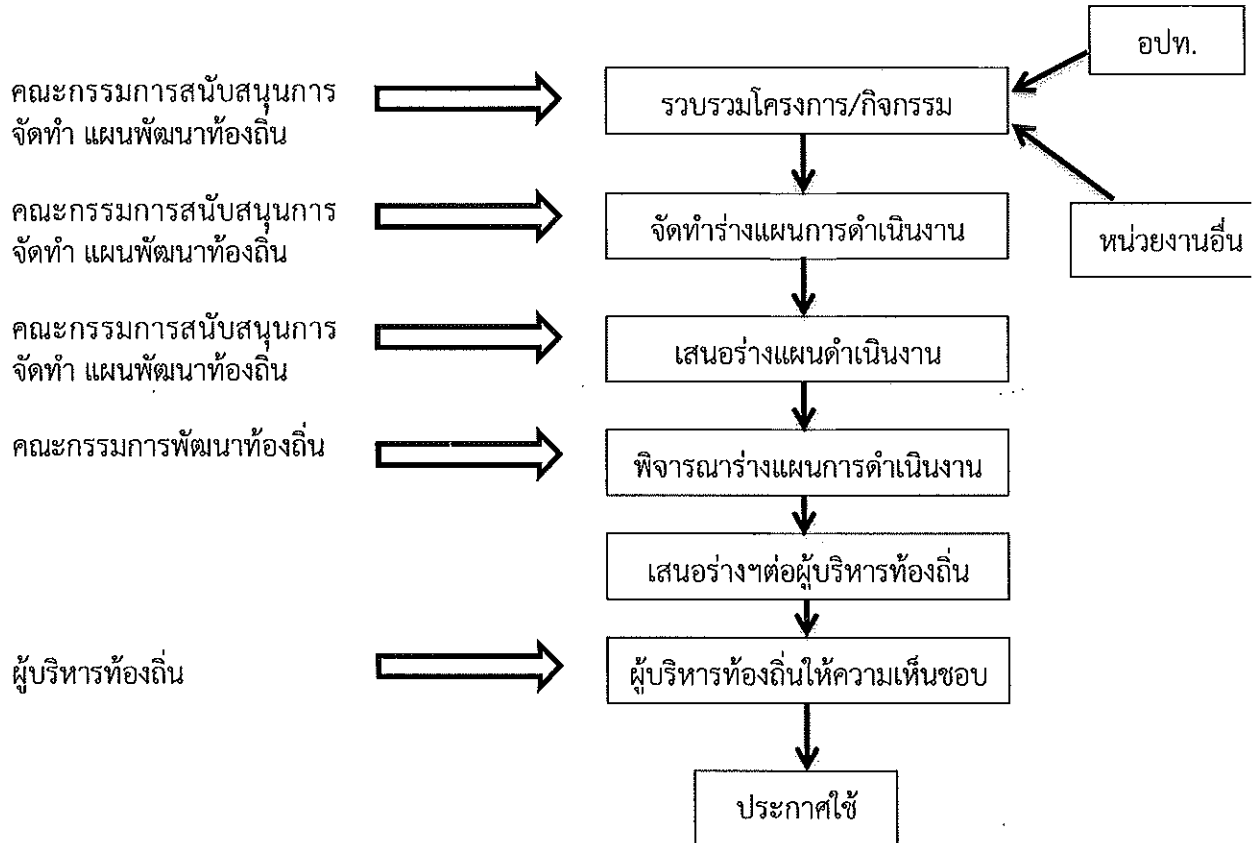 อปท.
คณะกรรมการสนับสนุนการ
จัดทำ แผนพัฒนาท้องถิ่น
รวบรวมโครงการ/กิจกรรม
คณะกรรมการสนับสนุนการ
จัดทำ แผนพัฒนาท้องถิ่น
จัดทำร่างแผนการดำเนินงาน
หน่วยงานอื่น
คณะกรรมการสนับสนุนการ
จัดทำ แผนพัฒนาท้องถิ่น
เสนอร่างแผนดำเนินงาน
คณะกรรมการพัฒนาท้องถิ่น
พิจารณาร่างแผนการดำเนินงาน
เสนอร่างฯต่อผู้บริหารท้องถิ่น
ผู้บริหารท้องถิ่น
ผู้บริหารท้องถิ่นให้ความเห็นชอบ
ประกาศใช้